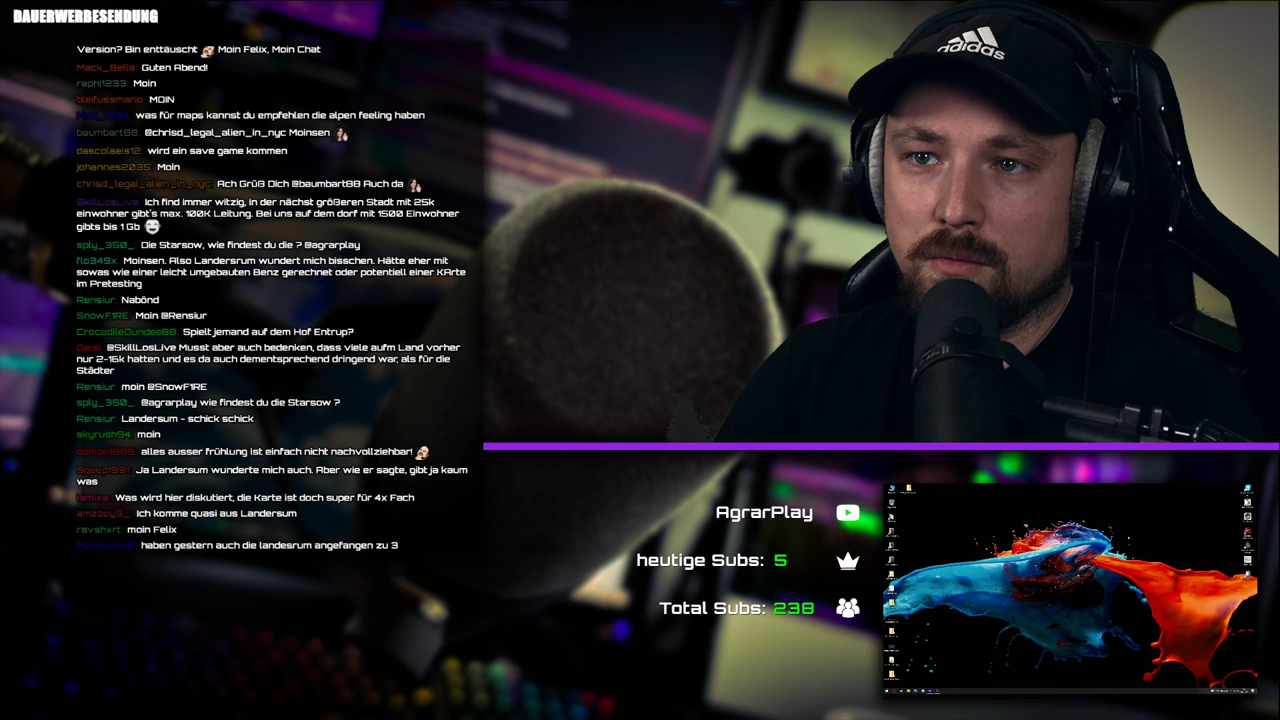 DAUERWERBESENDUNG
Version? Bin enttäuscht Moin Felix, Moin Chat
Mack_Bella: Guten Abend!
raphi1233: Moin
bleifussmario: MOIN
was für maps kannst du empfehlen die alpen feeling haben
baumbart88: @chrisd_legal_alien_in_nyc Moinsen
dascolaeis12: wird ein save game kommen
johannes2035: Moin
chrisd_legal_alien_in_nyc: Ach Grüß Dich @baumbart88 Auch da
SkillLosLive: Ich find immer witzig, in der nächst größeren Stadt mit 25k
einwohner gibt's max. 100K Leitung. Bei uns auf dem dorf mit 1500 Einwohner
gibts bis 1 Gb
sply_350_: Die Starsow, wie findest du die ? @agrarplay
flo349x: Moinsen. Also Landersrum wundert mich bisschen. Hätte eher mit
sowas wie einer leicht umgebauten Benz gerechnet oder potentiell einer KArte
im Pretesting
Rensiur: Nabönd
SnowF1RE: Moin @Rensiur
CrocodileDundee88: Spielt jemand auf dem Hof Entrup?
Geisi: @SkillLosLive Musst aber auch bedenken, dass viele aufm Land vorher
nur 2-16k hatten und es da auch dementsprechend dringend war, als für die
Städter
Rensiur: moin @SnowF1RE
sply_350_: @agrarplay wie findest du die Starsow ?
Rensiur: Landersum - schick schick
skyrush94: moin
dombo1989: alles ausser frühling ist einfach nicht nachvollziehbar!
Ja Landersum wunderte mich auch. Aber wie er sagte, gibt ja kaum
was
lamixa: Was wird hier diskutiert, die Karte ist doch super für 4x Fach
amzboy5_: Ich komme quasi aus Landersum
ravshxrt: moin Felix
haben gestern auch die landesrum angefangen zu 3
adidas
AgrarPlay
heutige Subs: 5
Total Subs: 238